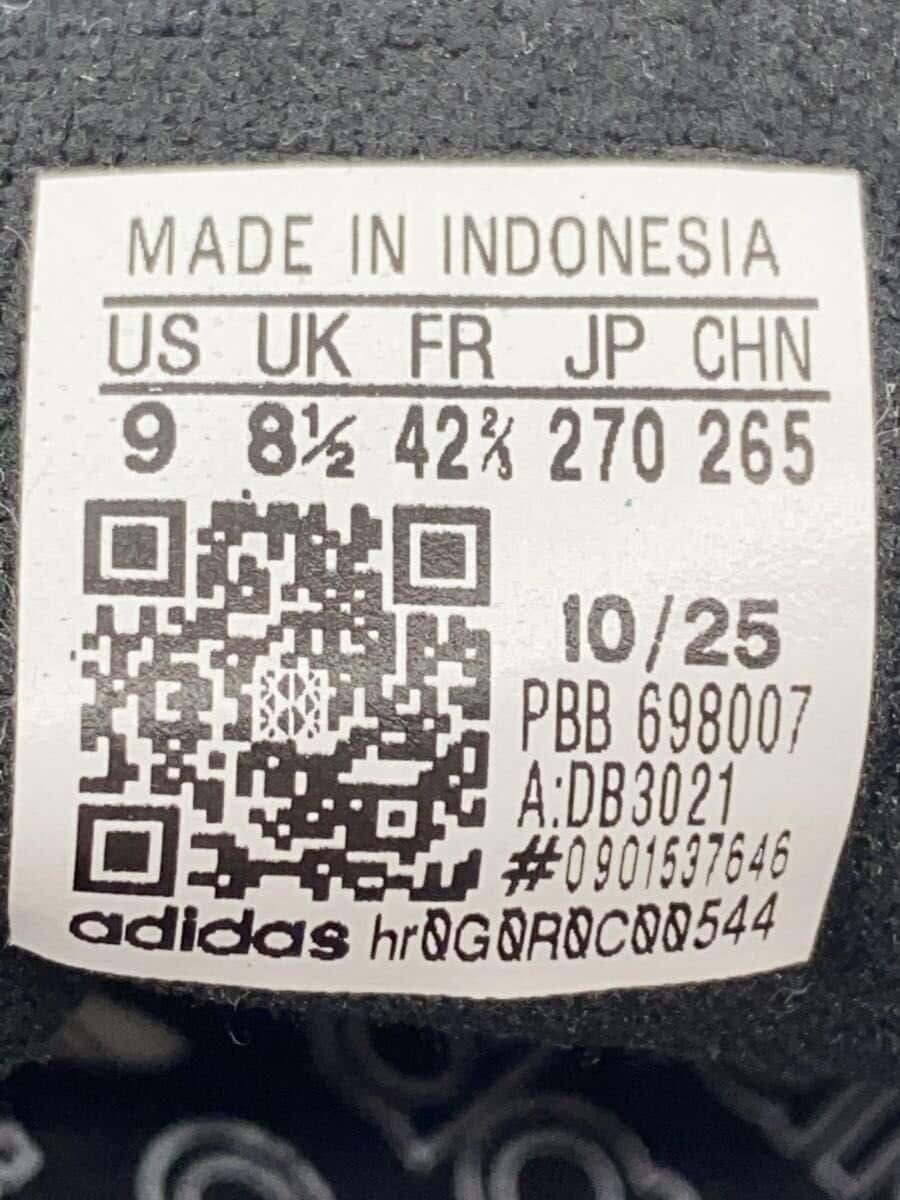 MADE IN INDONESIA
US UK FR JP CHN
9 8½ 42⅔ 270 265
10/25
PBB 698007
A:DB3021
#0901537646
adidas hr0G0R0C00544